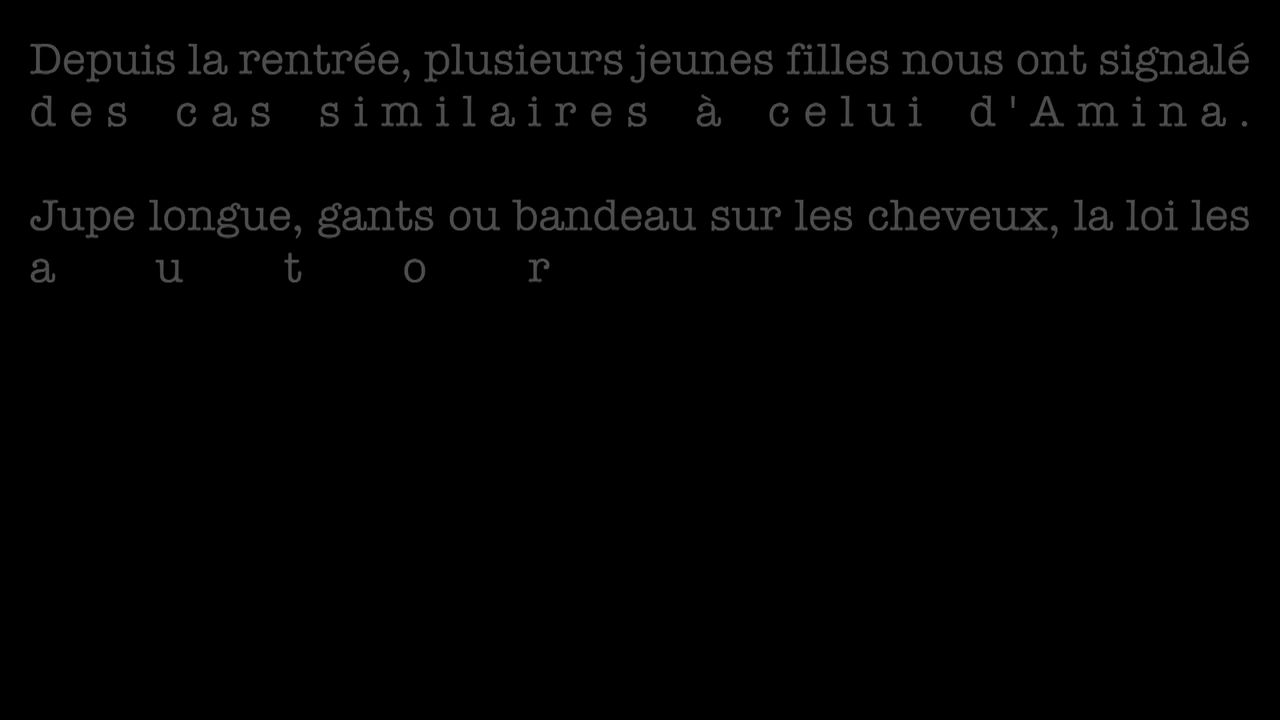 Depuis la rentrée, plusieurs jeunes filles nous ont signalé
des cas similaires à celui d'Amina.
Jupe longue, gants ou bandeau sur les cheveux, la loi les
autor